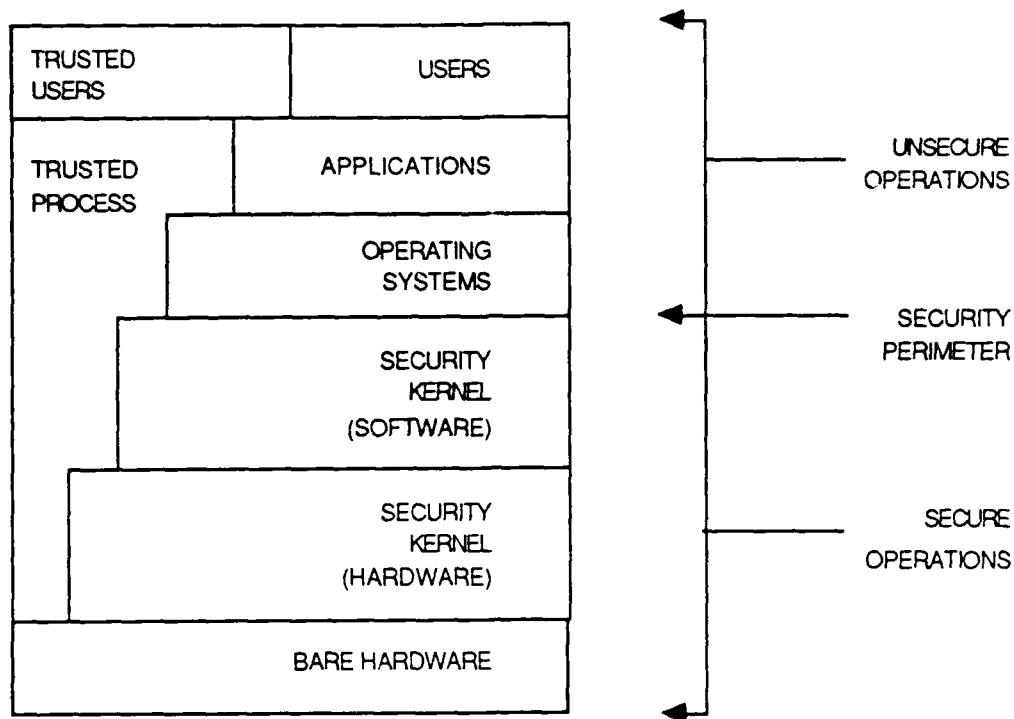 TRUSTED
USERS
USERS
TRUSTED
PROCESS
APPLICATIONS
OPERATING
SYSTEMS
SECURITY
KERNEL
(SOFTWARE)
SECURITY
KERNEL
(HARDWARE)
BARE HARDWARE
UNSECURE
OPERATIONS
SECURITY
PERIMETER
SECURE
OPERATIONS